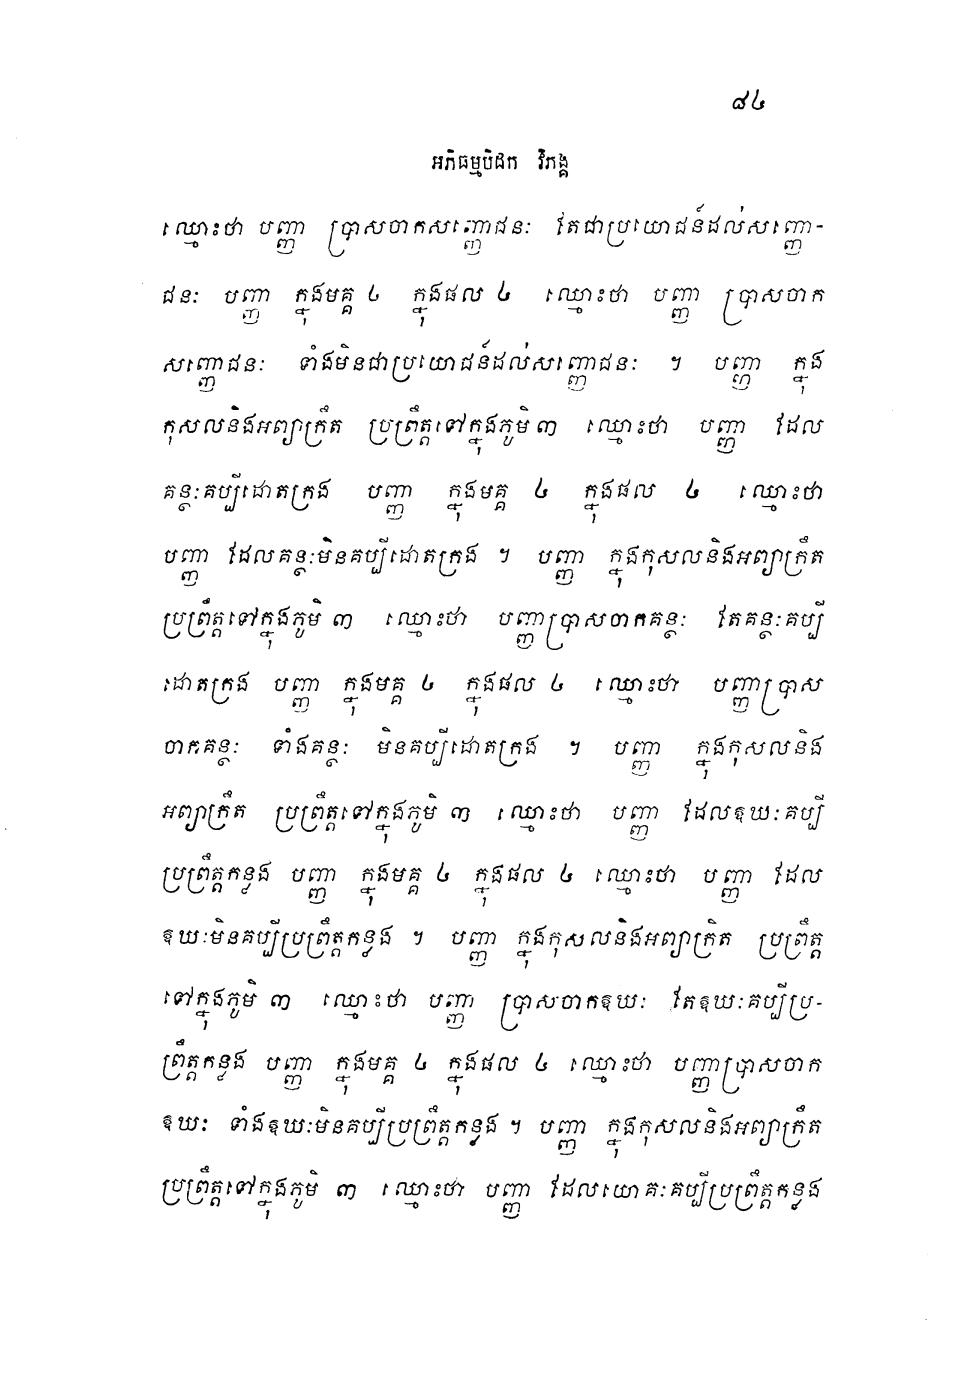 ៨៤
អភិធម្មបិដក វិភង្គ
ឈ្មោះថា បញ្ញា ប្រាសចាកសញ្ញោជនៈ តែជាប្រយោជន៍ដល់សញ្ញោ-
ជនៈ បញ្ញា ក្នុងមគ្គ ៤ ក្នុងផល ៤ ឈ្មោះថា បញ្ញា ប្រាសចាក
សញ្ញោជនៈ ទាំងមិនជាប្រយោជន៍ដល់សញ្ញោជនៈ ។ បញ្ញា ក្នុង
កុសលនិងអព្យាក្រឹត ប្រព្រឹត្តទៅក្នុងភូមិ ៣ ឈ្មោះថា បញ្ញា ដែល
គន្ថៈគប្បីដោតក្រង បញ្ញា ក្នុងមគ្គ ៤ ក្នុងផល ៤ ឈ្មោះថា
បញ្ញា ដែលគន្ថៈមិនគប្បីដោតក្រង ។ បញ្ញា ក្នុងកុសលនិងអព្យាក្រឹត
ប្រព្រឹត្តទៅក្នុងភូមិ ៣ ឈ្មោះថា បញ្ញាប្រាសចាកគន្ថៈ តែគន្ថៈគប្បី
ដោតក្រង បញ្ញា ក្នុងមគ្គ ៤ ក្នុងផល ៤ ឈ្មោះថា បញ្ញាប្រាស
ចាកគន្ថៈ ទាំងគន្ថៈ មិនគប្បីដោតក្រង ។ បញ្ញា ក្នុងកុសលនិង
អព្យាក្រឹត ប្រព្រឹត្តទៅក្នុងភូមិ ៣ ឈ្មោះថា បញ្ញា ដែលឱឃៈគប្បី
ប្រព្រឹត្តកន្លង បញ្ញា ក្នុងមគ្គ ៤ ក្នុងផល ៤ ឈ្មោះថា បញ្ញា ដែល
ឱឃៈមិនគប្បីប្រព្រឹត្តកន្លង ។ បញ្ញា ក្នុងកុសលនិងអព្យាក្រិត ប្រព្រឹត្ត
ទៅក្នុងភូមិ ៣ ឈ្មោះថា បញ្ញា ប្រាសចាកឱឃៈ តែឱឃៈគប្បីប្រ-
ព្រឹត្តកន្លង បញ្ញា ក្នុងមគ្គ ៤ ក្នុងផល ៤ ឈ្មោះថា បញ្ញាប្រាសចាក
ឱឃៈ ទាំងឱឃៈមិនគប្បីប្រព្រឹត្តកន្លង ។ បញ្ញា ក្នុងកុសលនិងអព្យាក្រឹត
ប្រព្រឹត្តទៅក្នុងភូមិ ៣ ឈ្មោះថា បញ្ញា ដែលយោគៈគប្បីប្រព្រឹត្តកន្លង